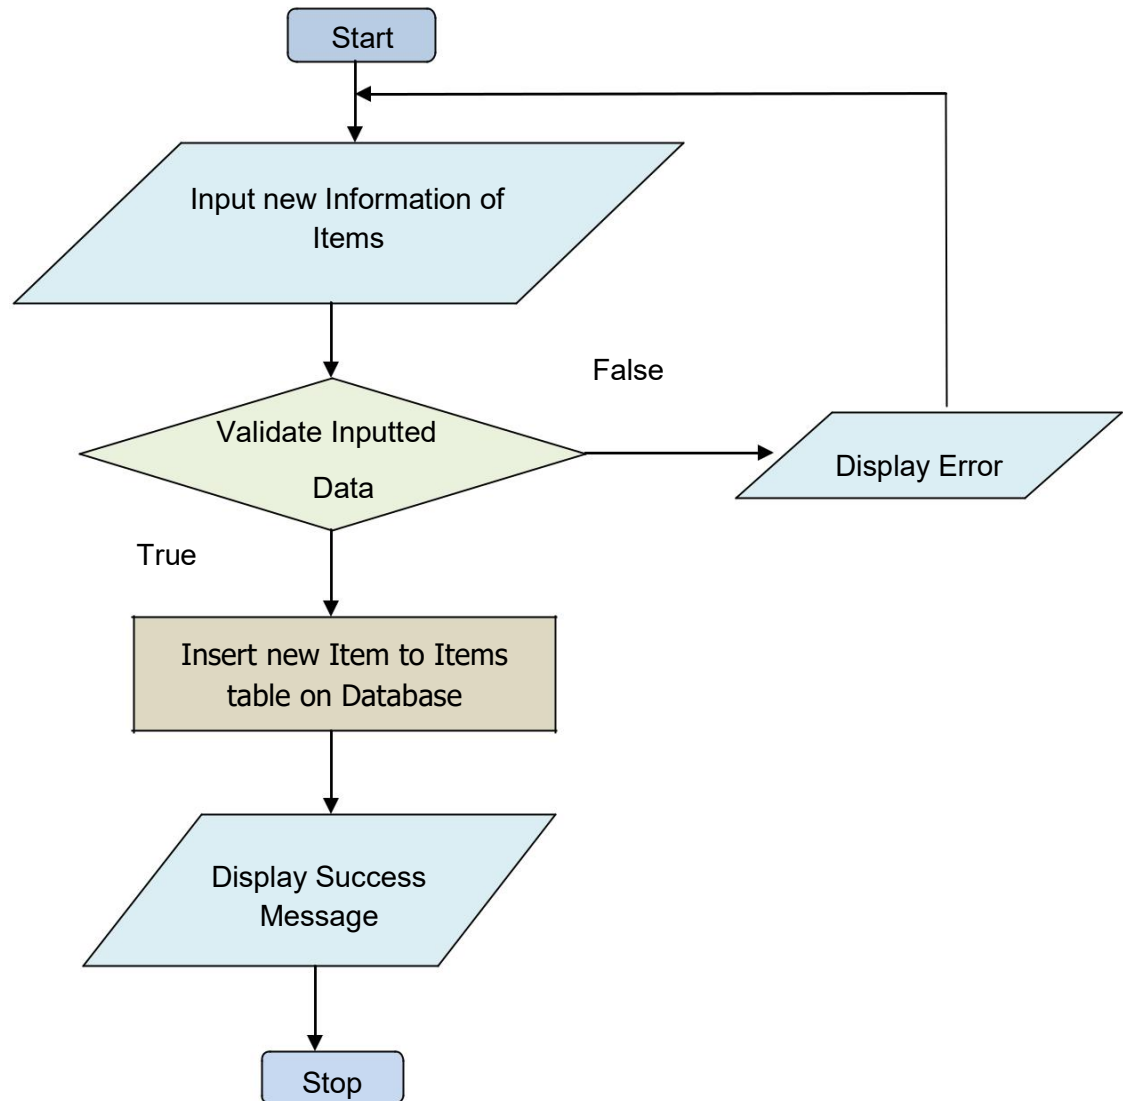 Start
Input new Information of
Items
False
Validate Inputted
Data
Display Error
True
Insert new Item to Items
table on Database
Display Success
Message
Stop